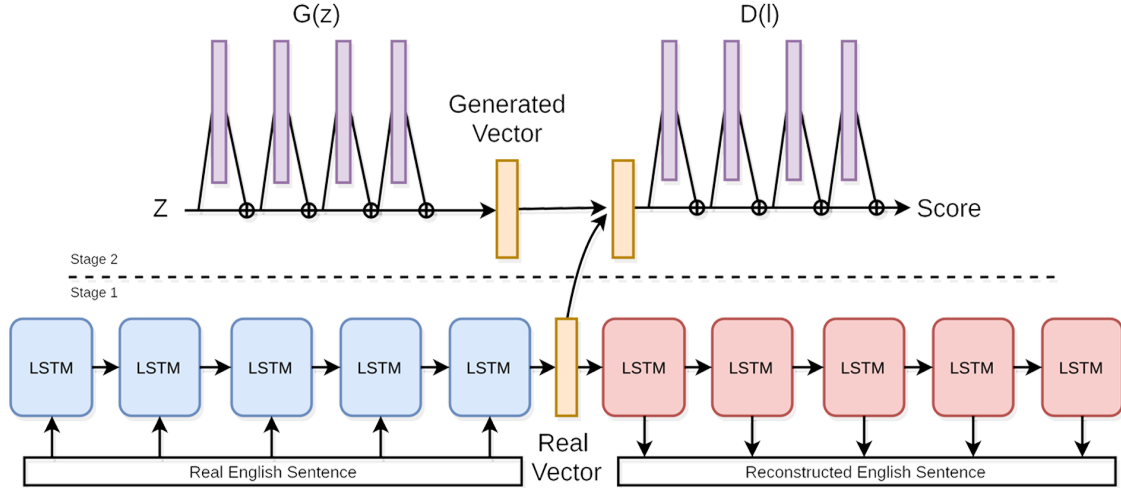 G(z)
D(l)
Generated
Vector
Z
Score
Stage 2
Stage 1
LSTM LSTM LSTM LSTM LSTM LSTM LSTM LSTM LSTM LSTM
Real
Vector
Real English Sentence
Reconstructed English Sentence